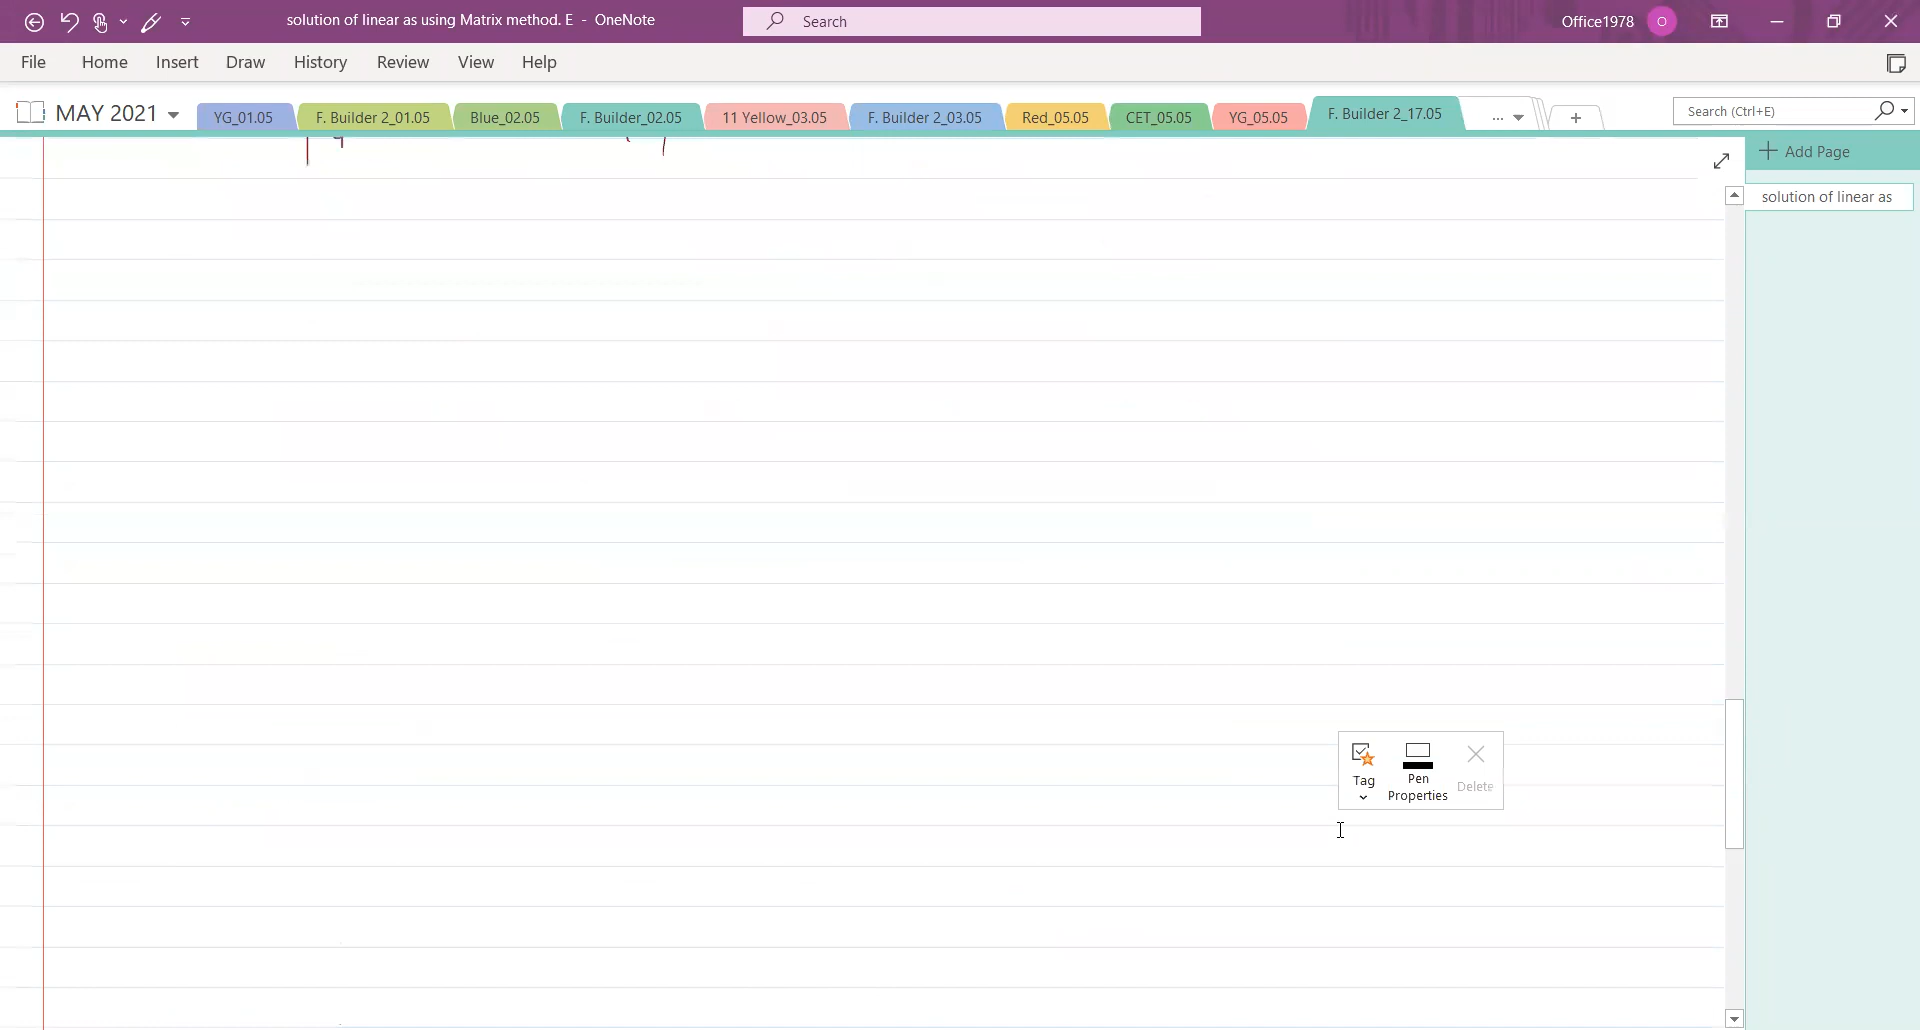 solution of linear as using Matrix method. E - OneNote
Search
Office1978
O
File Home Insert Draw History Review View Help
MAY 2021
YG_01.05
F. Builder 2_01.05
Blue_02.05
F. Builder_02.05
11 Yellow_03.05
F. Builder 2_03.05
Red_05.05
CET_05.05
YG_05.05
F. Builder 2_17.05
...
+
Search (Ctrl+E)
Add Page
solution of linear as
Tag
Pen
Properties
Delete